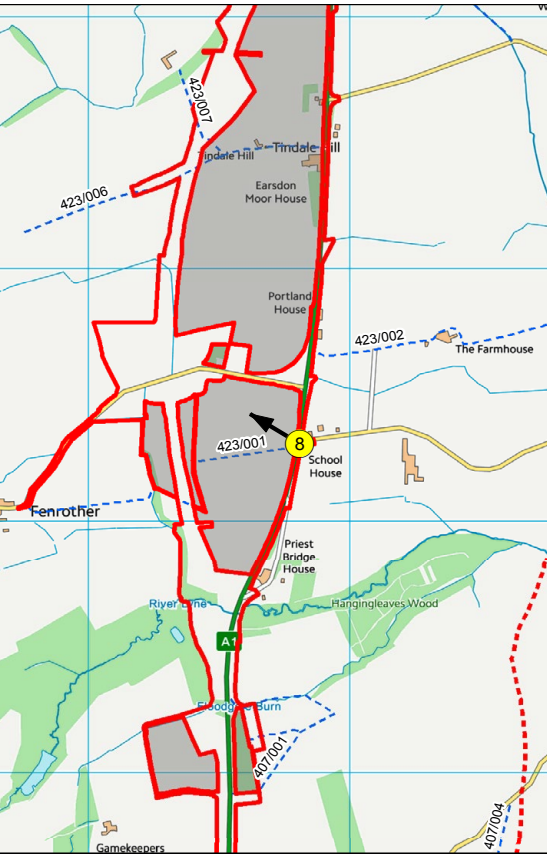 423/007
Tindale Hill
Tindale Hill
423/006
Earsdon
Moor House
Portland
House
423/002
The Farmhouse
423/001
8
School
House
Fenrother
Priest
Bridge
House
River Lyne
Hangingleaves Wood
A1
Floodgate Burn
407/001
407/004
Gamekeepers